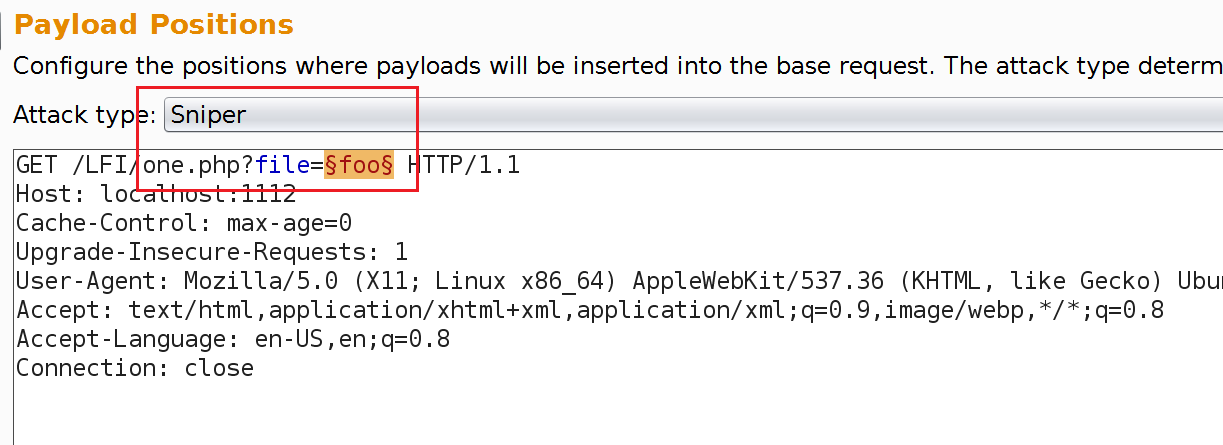 Payload Positions
Configure the positions where payloads will be inserted into the base request. The attack type determ
Attack type: Sniper
GET /LFI/one.php?file=§foo§ HTTP/1.1
Host: localhost:1112
Cache-Control: max-age=0
Upgrade-Insecure-Requests: 1
User-Agent: Mozilla/5.0 (X11; Linux x86_64) AppleWebKit/537.36 (KHTML, like Gecko) Ubu
Accept: text/html,application/xhtml+xml,application/xml;q=0.9,image/webp,*/*;q=0.8
Accept-Language: en-US,en;q=0.8
Connection: close